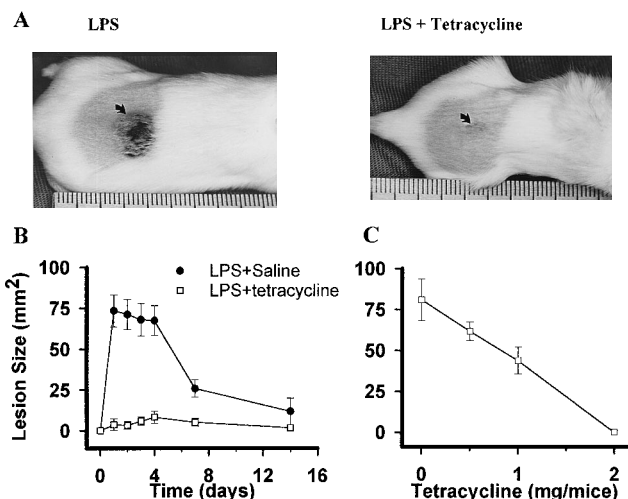 A
LPS
LPS + Tetracycline
B
C
LPS+Saline
LPS+tetracycline
Lesion Size (mm²)
100
75
50
25
0
0 4 8 12 16
Time (days)
100
75
50
25
0
0 1 2
Tetracycline (mg/mice)